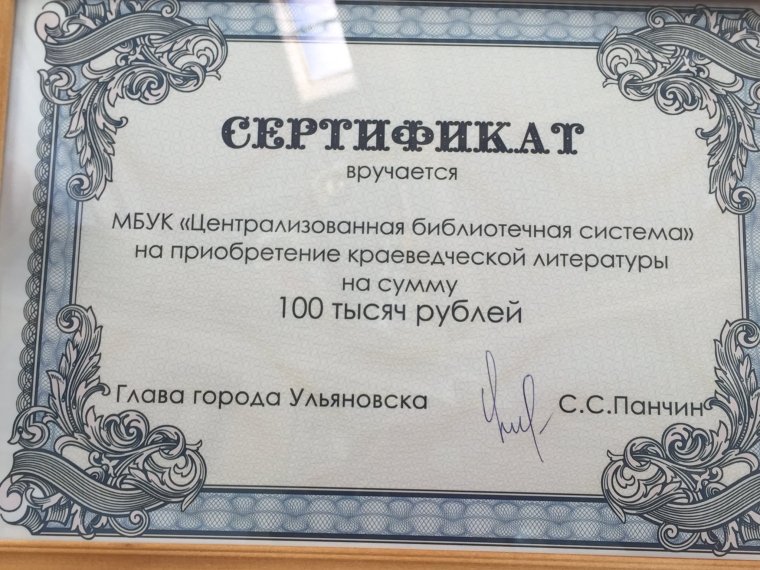 СЕРТИФИКАТ
вручается
МБУК «Централизованная библиотечная система»
на приобретение краеведческой литературы
на сумму
100 тысяч рублей
Глава города Ульяновска С.С.Панчин